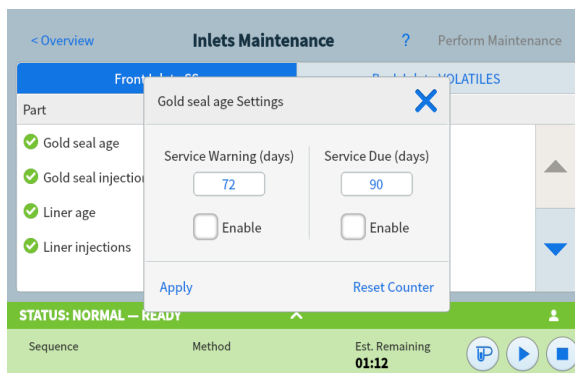 < Overview
Inlets Maintenance
?
Perform Maintenance
Front
VOLATILES
Part
Gold seal age Settings
Gold seal age
Gold seal
Liner age
Liner injections
Service Warning (days)
Service Due (days)
72
90
Enable
Enable
Apply
Reset Counter
STATUS: NORMAL — READY
Sequence
Method
Est. Remaining
01:12